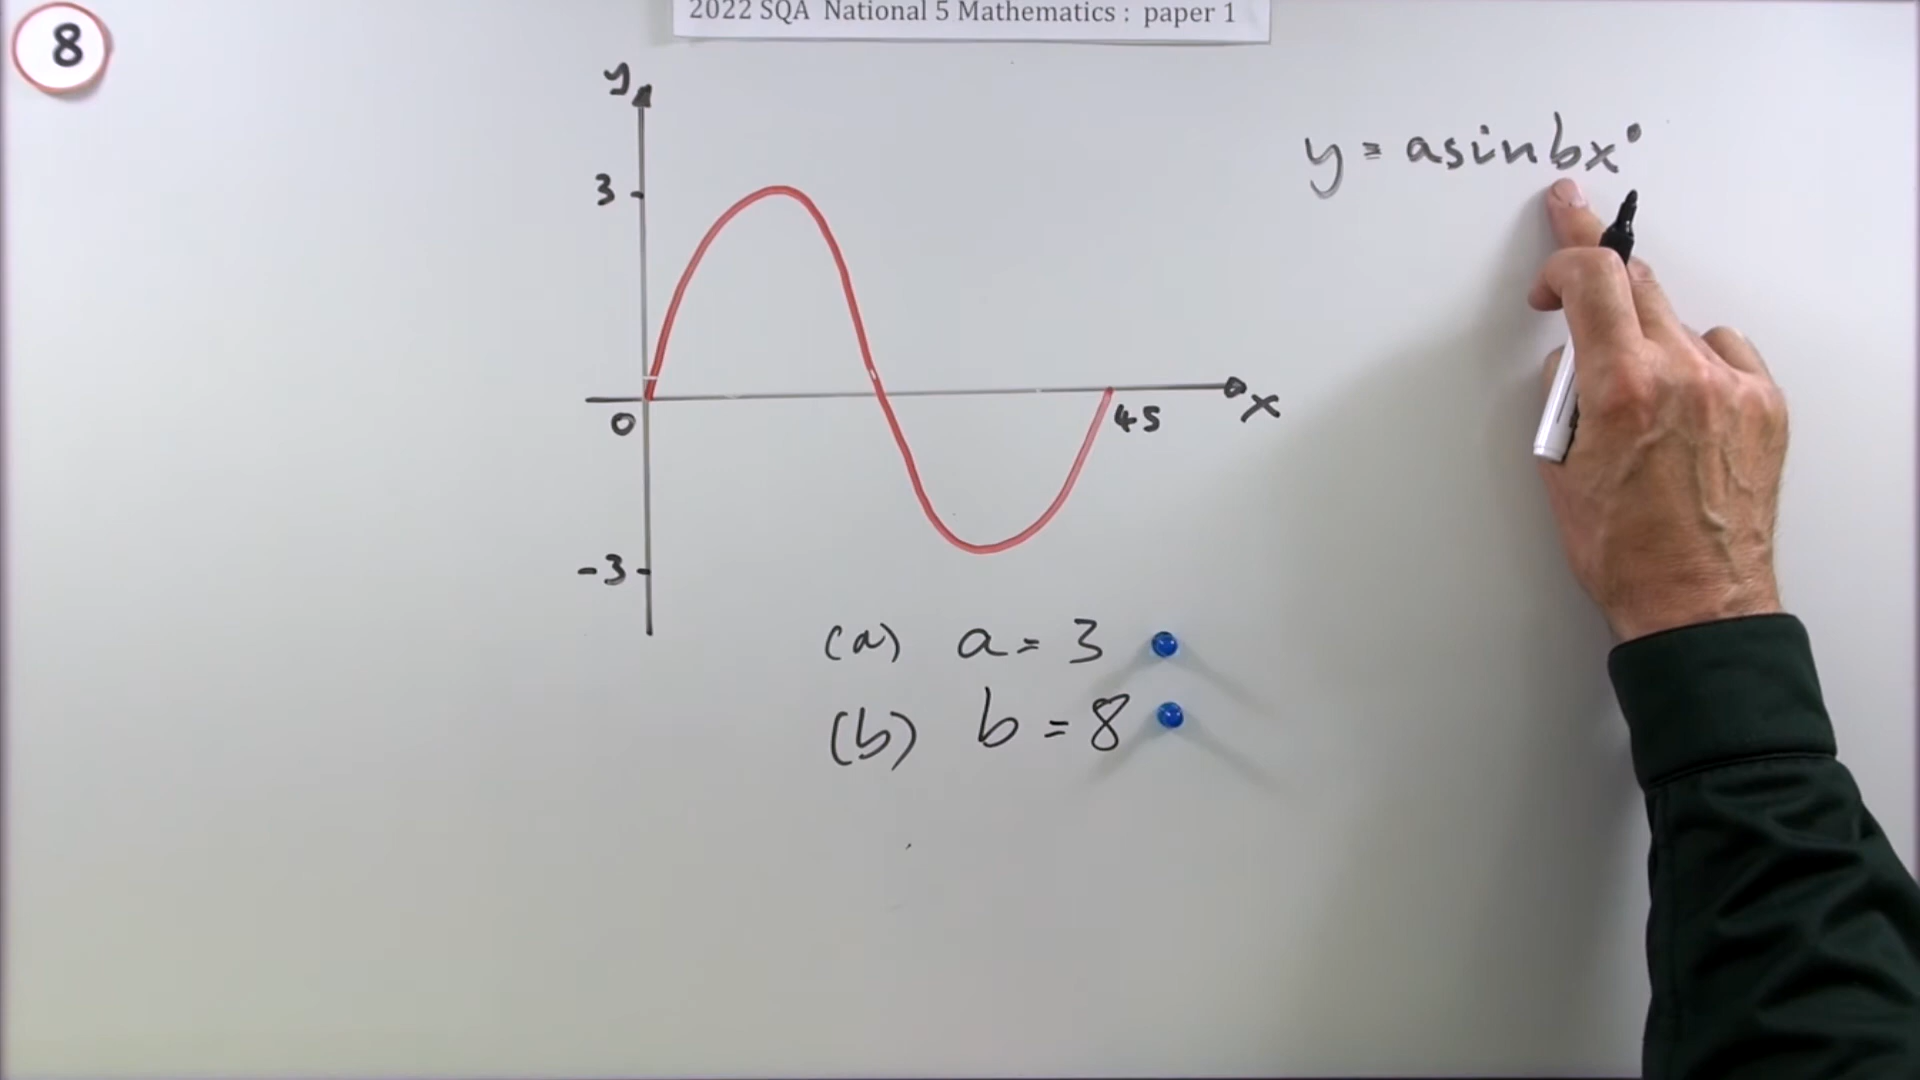 2022 SQA National 5 Mathematics : paper 1
8
y
y = asinbx°
3
0
45
x
-3
(a) a = 3
(b) b = 8